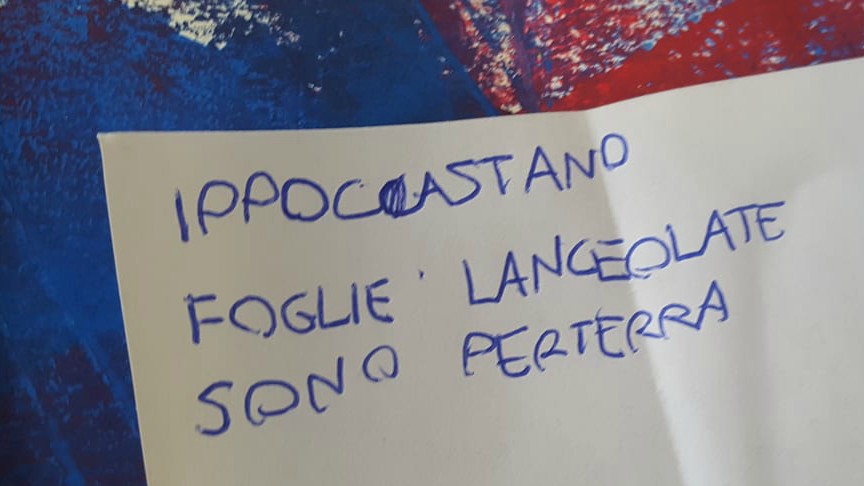 IPPOCASTANO
FOGLIE LANCEOLATE
SONO PERTERRA